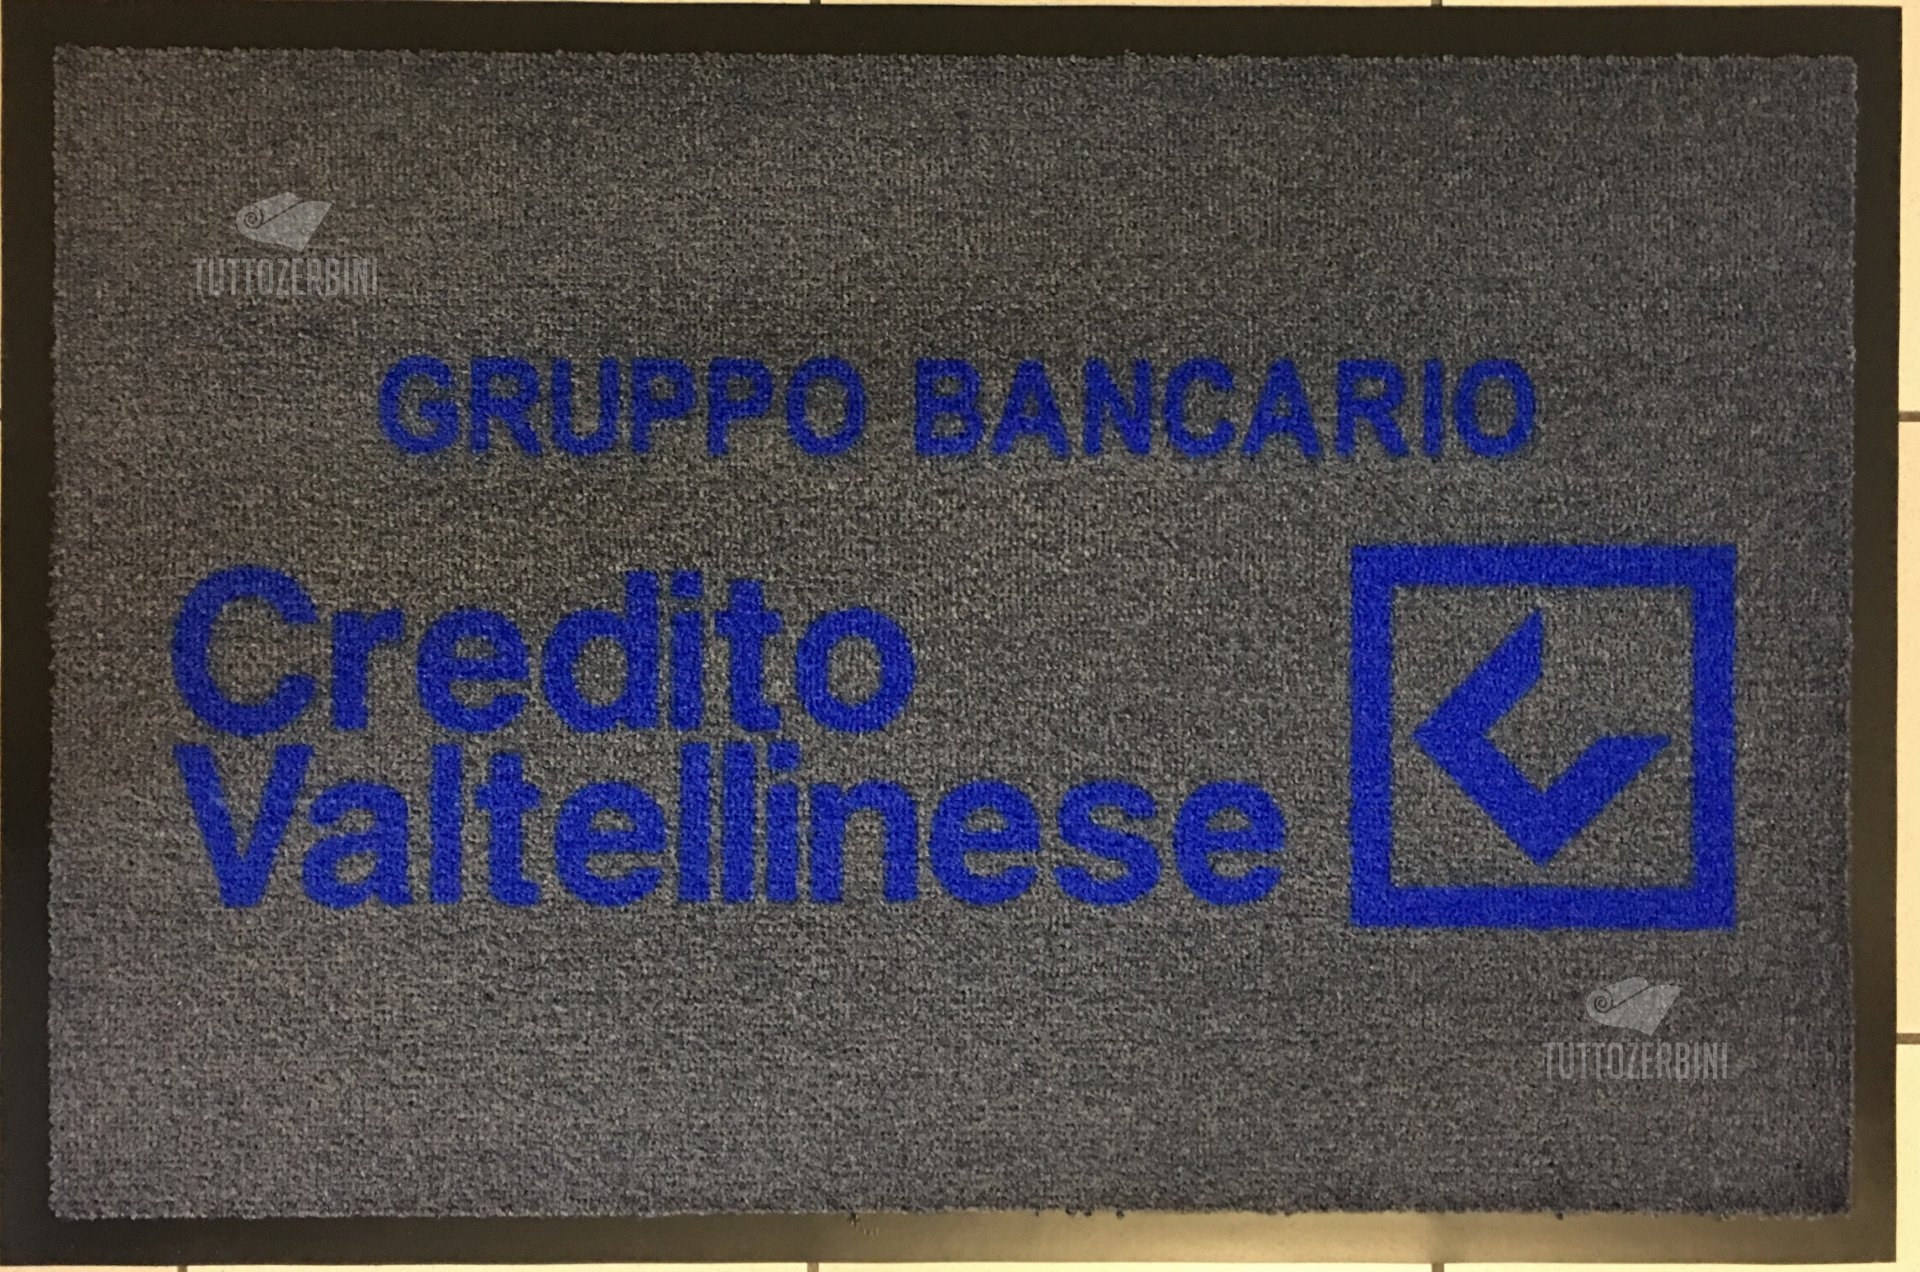 TUTTOZERBINI
GRUPPO BANCARIO
Credito
Valtellinese
TUTTOZERBINI